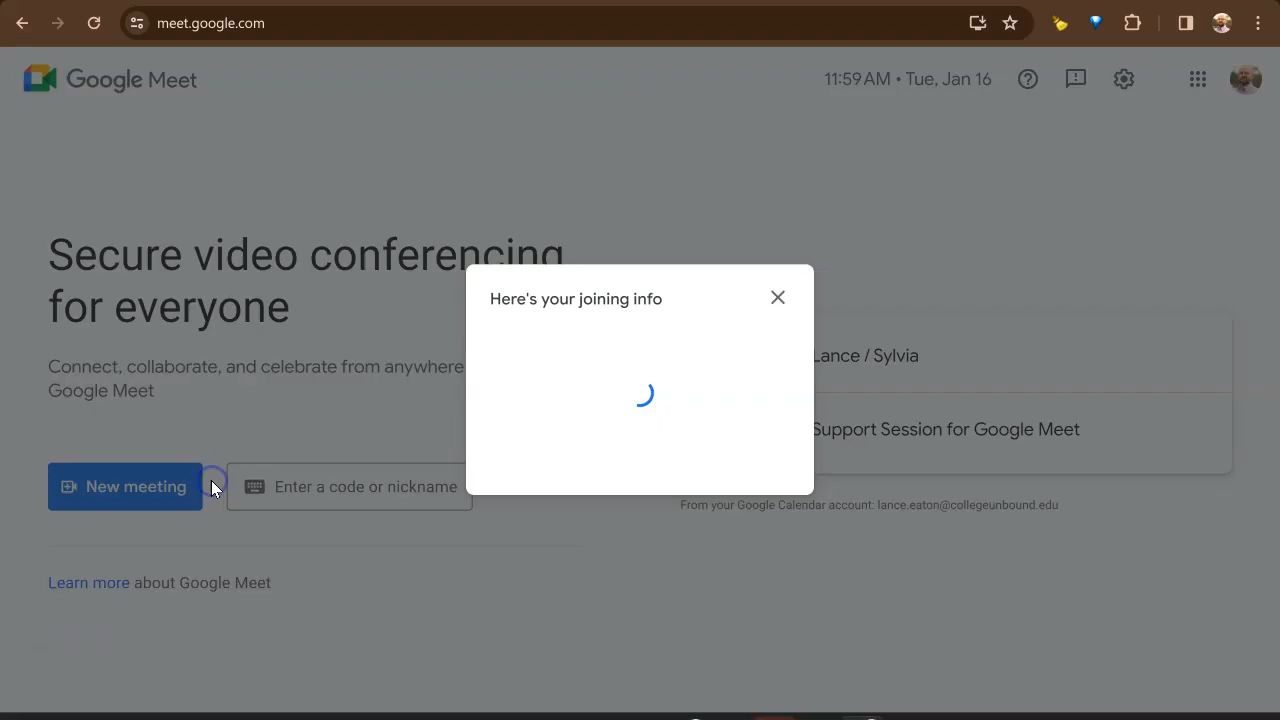 meet.google.com
Google Meet
11:59 AM • Tue, Jan 16
Secure video conferencing
for everyone
Connect, collaborate, and celebrate from anywhere
Google Meet
New meeting
Enter a code or nickname
Learn more about Google Meet
Here's your joining info
Lance / Sylvia
Support Session for Google Meet
From your Google Calendar account: lance.eaton@collegeunbound.edu